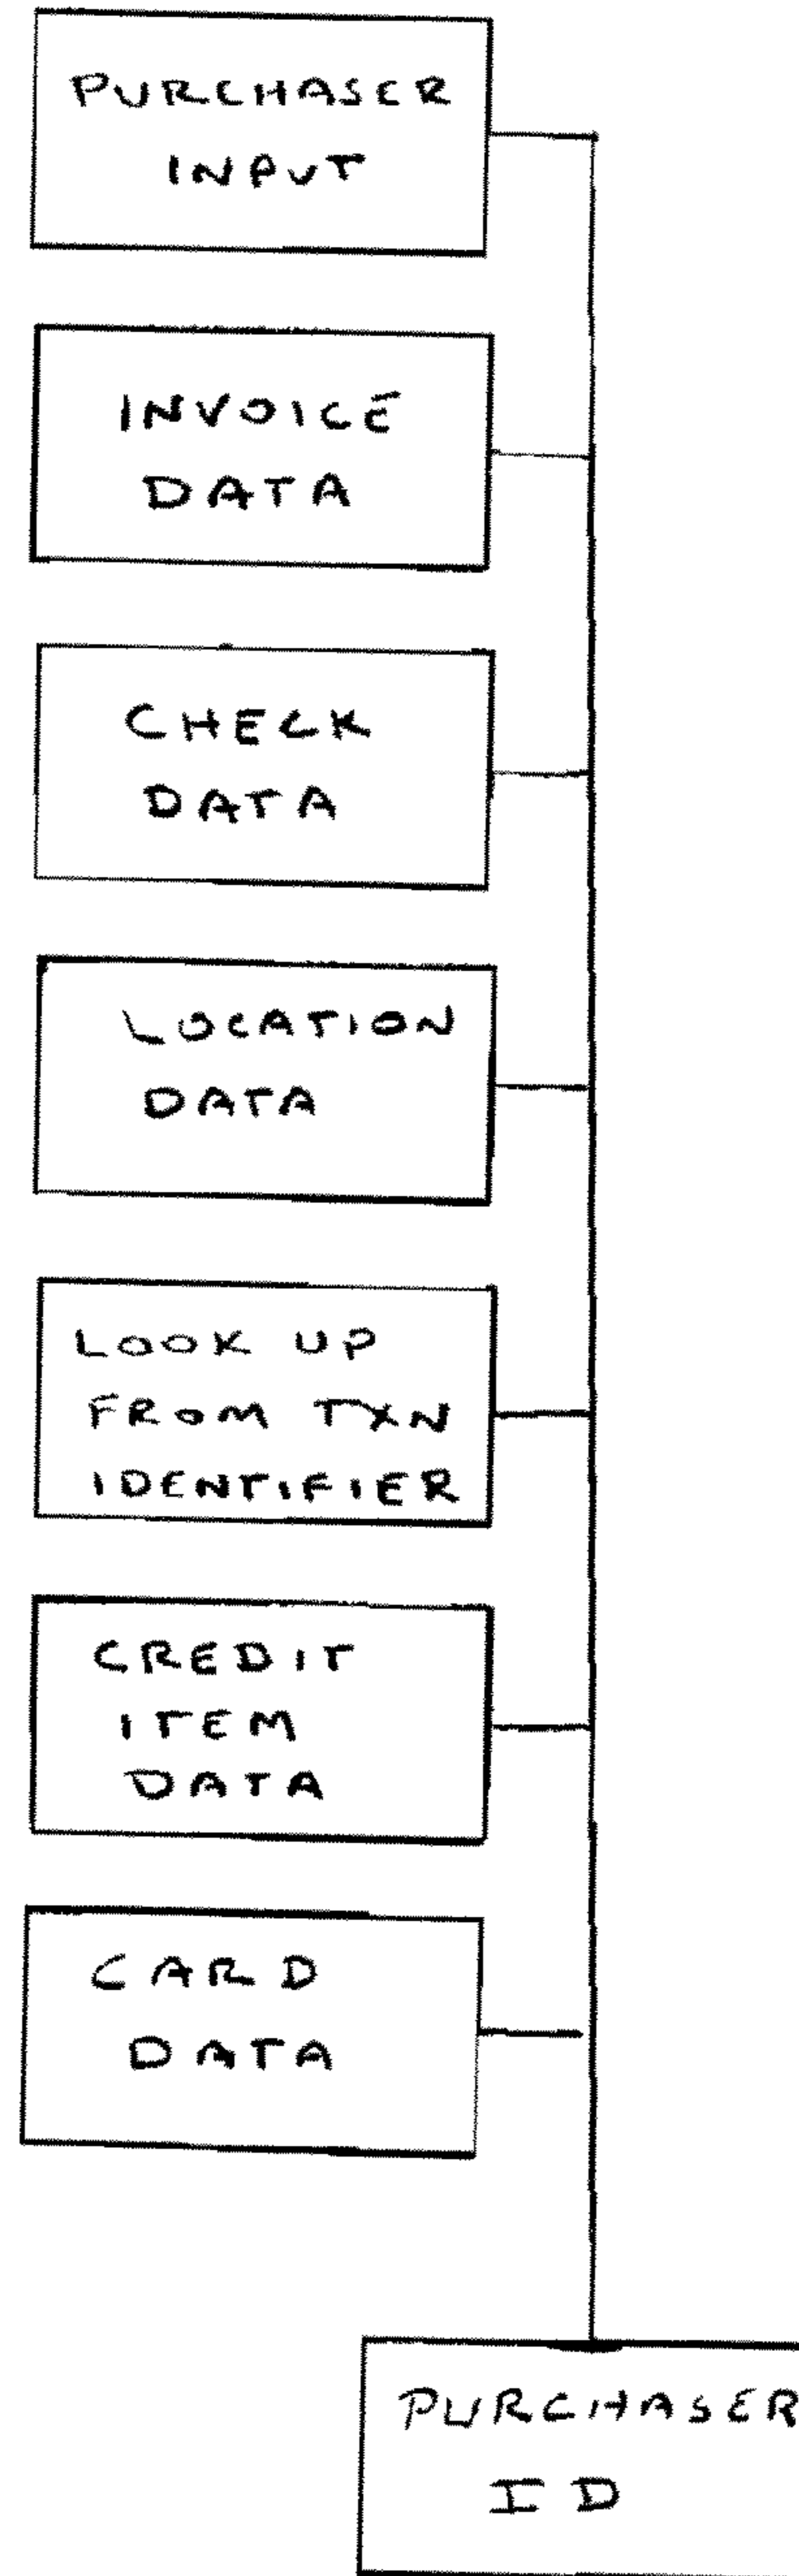 PURCHASER
INPUT
INVOICE
DATA
CHECK
DATA
LOCATION
DATA
LOOK UP
FROM TXN
IDENTIFIER
CREDIT
ITEM
DATA
CARD
DATA
PURCHASER
ID